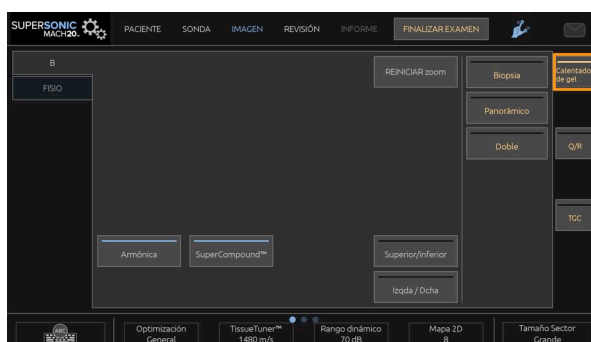 SUPERSONIC
MACH20™
PACIENTE
SONDA
IMAGEN
REVISIÓN
INFORME
FINALIZAR EXAMEN
B
FISIO
REINICIAR zoom
Biopsia
Calentado
de gel
Panorámico
Doble
Q/R
TGC
Armónica
SuperCompound™
Superior/inferior
Izqda / Dcha
ABC
Optimización
General
TissueTuner™
1480 m/s
Rango dinámico
70 dB
Mapa 2D
8
Tamaño Sector
Grande